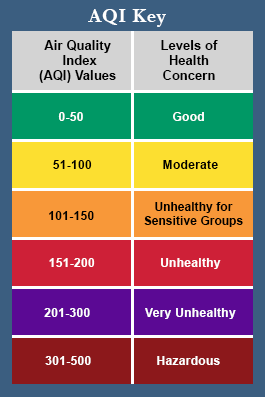 AQI Key
Air Quality Index (AQI) Values
Levels of Health Concern
0-50 Good
51-100 Moderate
101-150 Unhealthy for Sensitive Groups
151-200 Unhealthy
201-300 Very Unhealthy
301-500 Hazardous